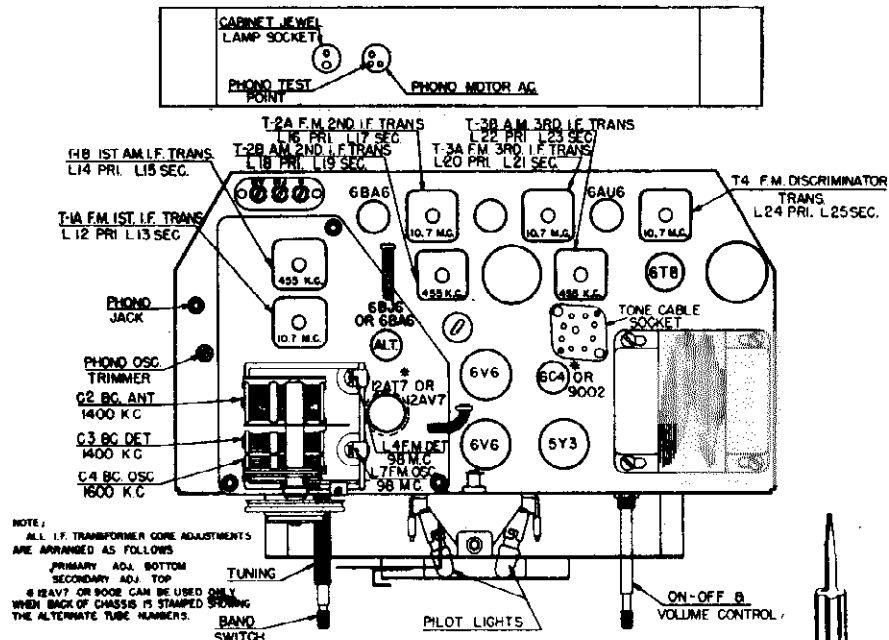 CABINET JEWEL
LAMP SOCKET
PHONO TEST
POINT
PHONO MOTOR AC
T-2A F.M. 2ND I.F. TRANS
L16 PRI. L17 SEC.
T-3B A.M. 3RD I.F. TRANS
L22 PRI. L23 SEC.
T-1B 1ST AM. I.F. TRANS.
L14 PRI. L15 SEC.
T-2B AM. 2ND I.F. TRANS.
L18 PRI. L19 SEC.
T-3A F.M. 3RD. I.F. TRANS.
L20 PRI. L21 SEC.
T4 F.M. DISCRIMINATOR
TRANS.
L24 PRI. L25 SEC.
6BA6
6AU6
10.7 M.C.
10.7 M.C.
10.7 M.C.
T-1A F.M. 1ST. I.F. TRANS
L12 PRI L13 SEC
455 K.C.
455 K.C.
455 K.C.
6T8
PHONO
JACK
10.7 M.C.
6BJ6
OR 6BA6
ALT.
TONE CABLE
SOCKET
PHONO OSC.
TRIMMER
C2 BC. ANT
1400 KC
*
12AT7 OR
12AV7
6V6
*
6C4 OR
9002
C3 BC DET
1400 KC
L4 F.M. DET
98 M.C
6V6
5Y3
C4 BC. OSC
1600 KC
L7 F.M. OSC
98 M.C.
NOTE;
ALL I.F. TRANSFORMER CORE ADJUSTMENTS
ARE ARRANGED AS FOLLOWS
PRIMARY ADJ. BOTTOM
SECONDARY ADJ. TOP
12AV7 OR 9002 CAN BE USED ONLY
WHEN BACK OF CHASSIS IS STAMPED SHOWING
THE ALTERNATE TUBE NUMBERS.
TUNING
BAND
SWITCH
PILOT LIGHTS
ON-OFF &
VOLUME CONTROL